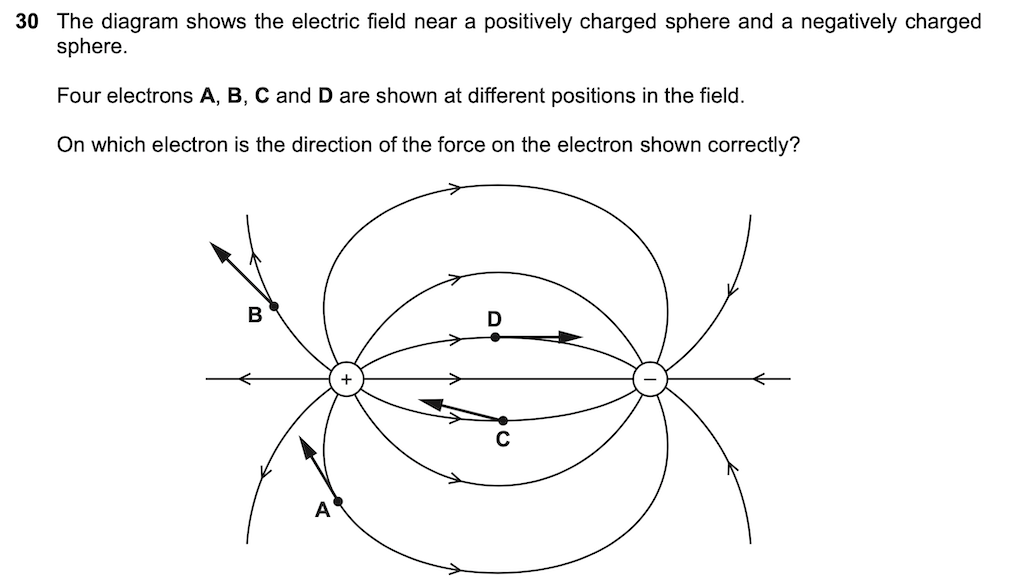 30 The diagram shows the electric field near a positively charged sphere and a negatively charged
sphere.
Four electrons A, B, C and D are shown at different positions in the field.
On which electron is the direction of the force on the electron shown correctly?
B
D
+
–
C
A